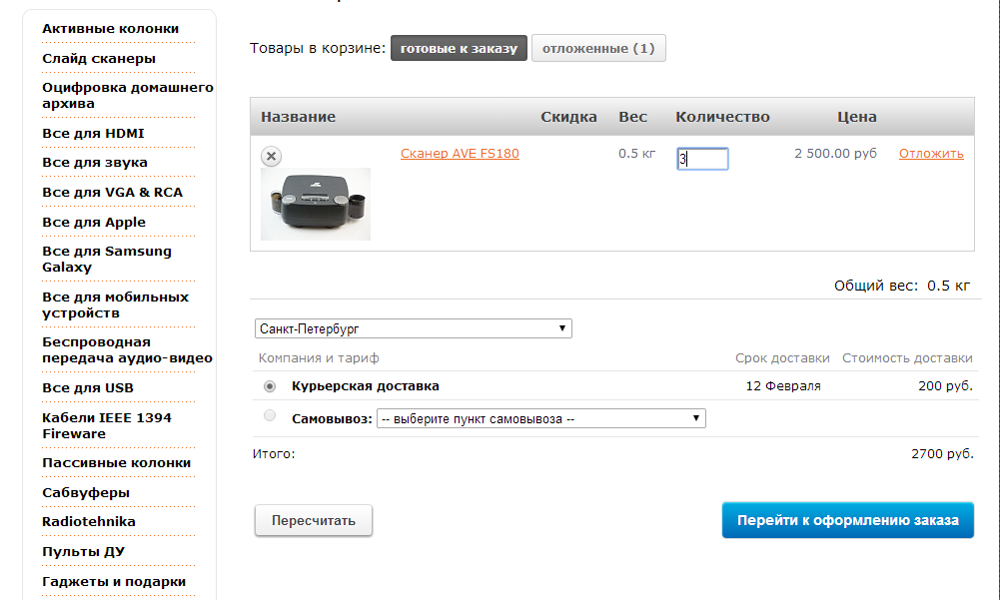 Активные колонки
Слайд сканеры
Оцифровка домашнего
архива
Все для HDMI
Все для звука
Все для VGA & RCA
Все для Apple
Все для Samsung
Galaxy
Все для мобильных
устройств
Беспроводная
передача аудио-видео
Все для USB
Кабели IEEE 1394
Fireware
Пассивные колонки
Сабвуферы
Radiotehnika
Пульты ДУ
Гаджеты и подарки
Товары в корзине: готовые к заказу отложенные (1)
Название Скидка Вес Количество Цена
Сканер AVE FS180 0.5 кг 3 2 500.00 руб Отложить
Общий вес: 0.5 кг
Санкт-Петербург
Компания и тариф Срок доставки Стоимость доставки
Курьерская доставка 12 Февраля 200 руб.
Самовывоз: -- выберите пункт самовывоза --
Итого: 2700 руб.
Пересчитать Перейти к оформлению заказа